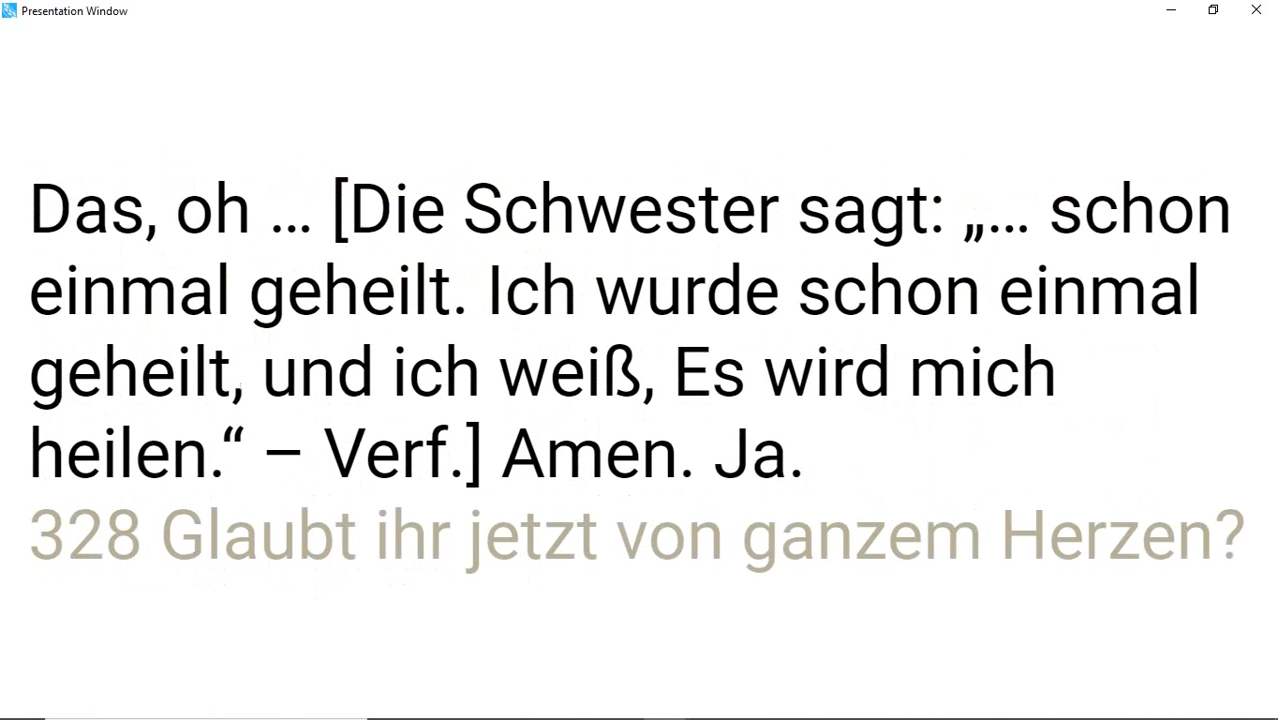 Presentation Window
Das, oh … [Die Schwester sagt: „… schon
einmal geheilt. Ich wurde schon einmal
geheilt, und ich weiß, Es wird mich
heilen.“ – Verf.] Amen. Ja.
328 Glaubt ihr jetzt von ganzem Herzen?